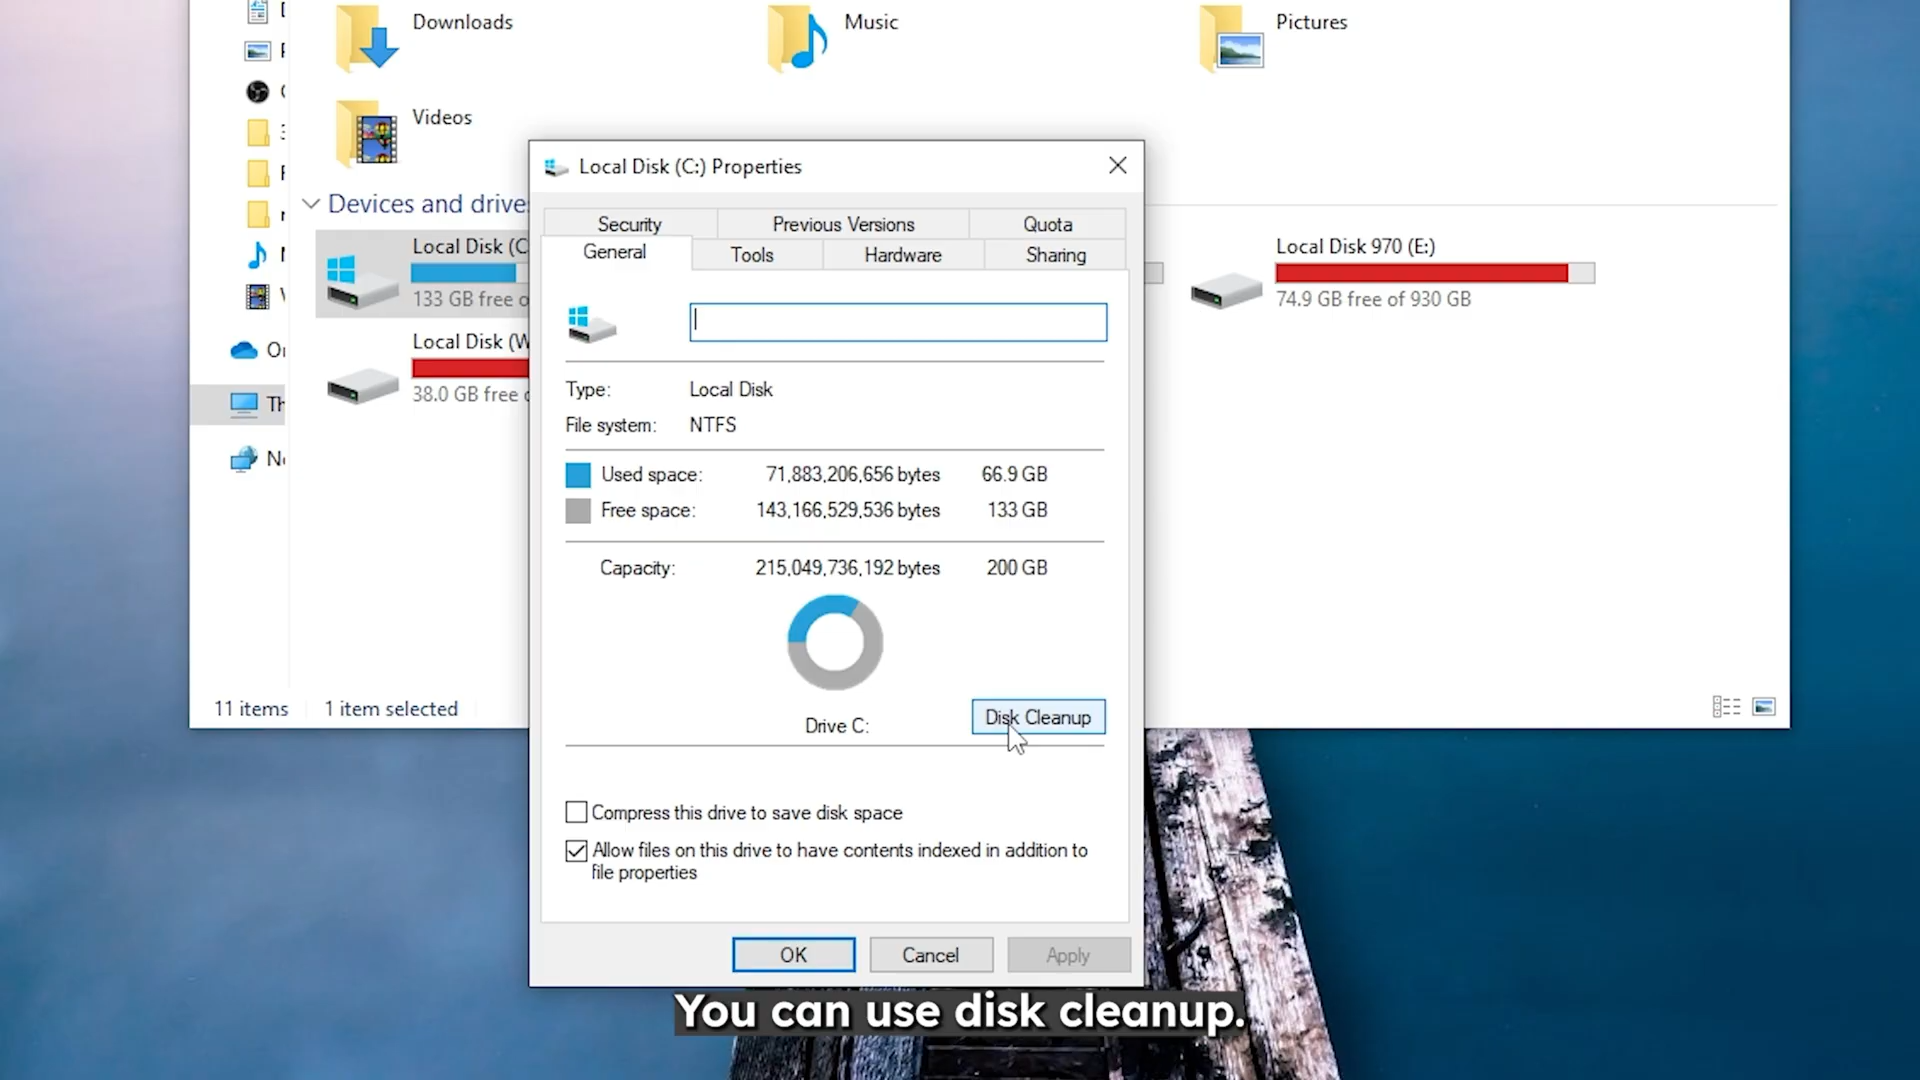 Downloads
Music
Pictures
Videos
Devices and drive
Local Disk (C
133 GB free o
Local Disk (W
38.0 GB free
Local Disk 970 (E:)
74.9 GB free of 930 GB
11 items
1 item selected
Local Disk (C:) Properties
Security
Previous Versions
Quota
General
Tools
Hardware
Sharing
Type: Local Disk
File system: NTFS
Used space: 71,883,206,656 bytes 66.9 GB
Free space: 143,166,529,536 bytes 133 GB
Capacity: 215,049,736,192 bytes 200 GB
Drive C:
Disk Cleanup
Compress this drive to save disk space
Allow files on this drive to have contents indexed in addition to
file properties
OK
Cancel
Apply
You can use disk cleanup.